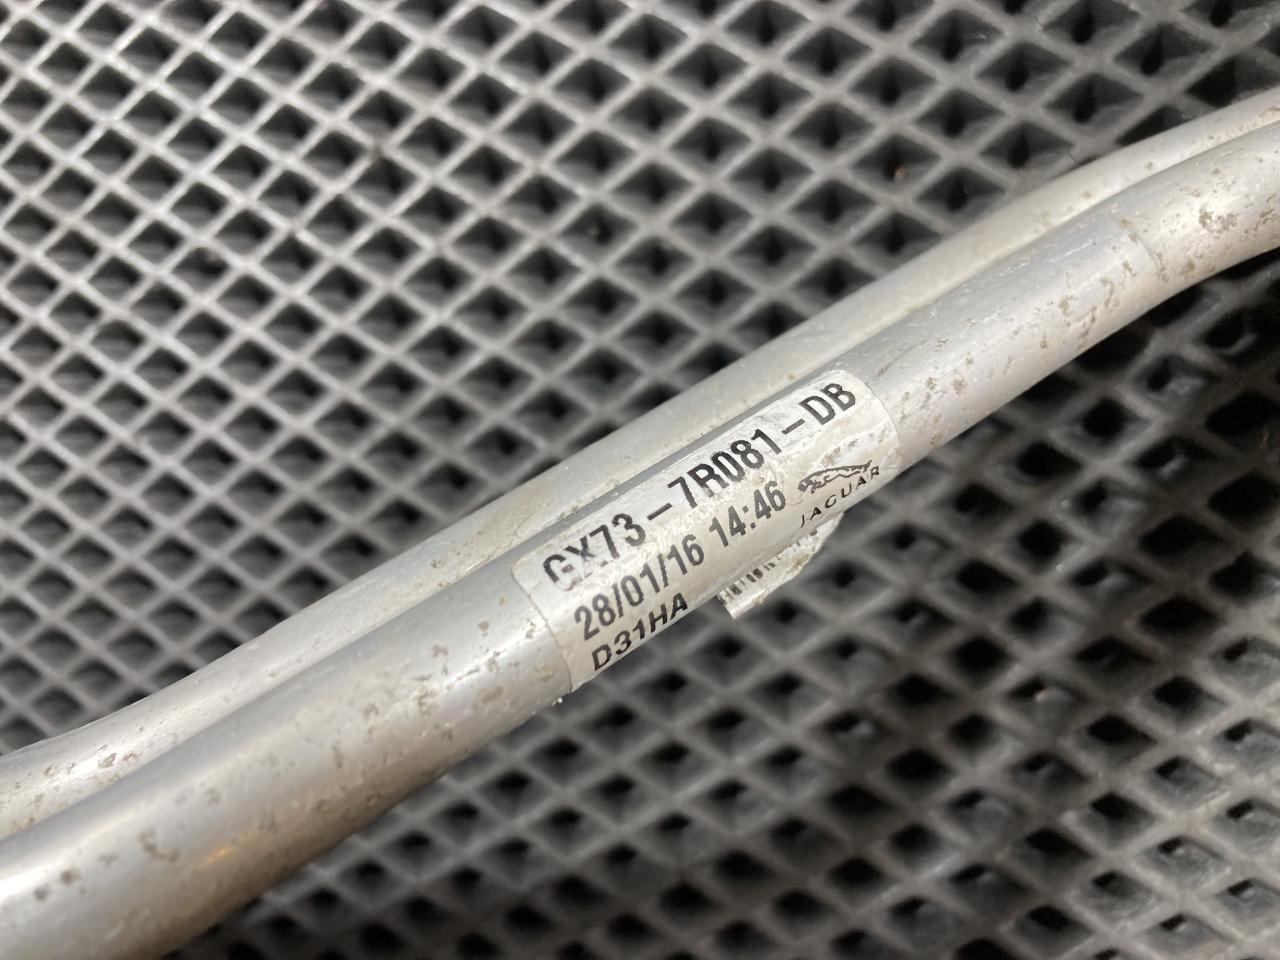 GX73-7R081-DB
28/01/16 14:46
JAGUAR
D31HA